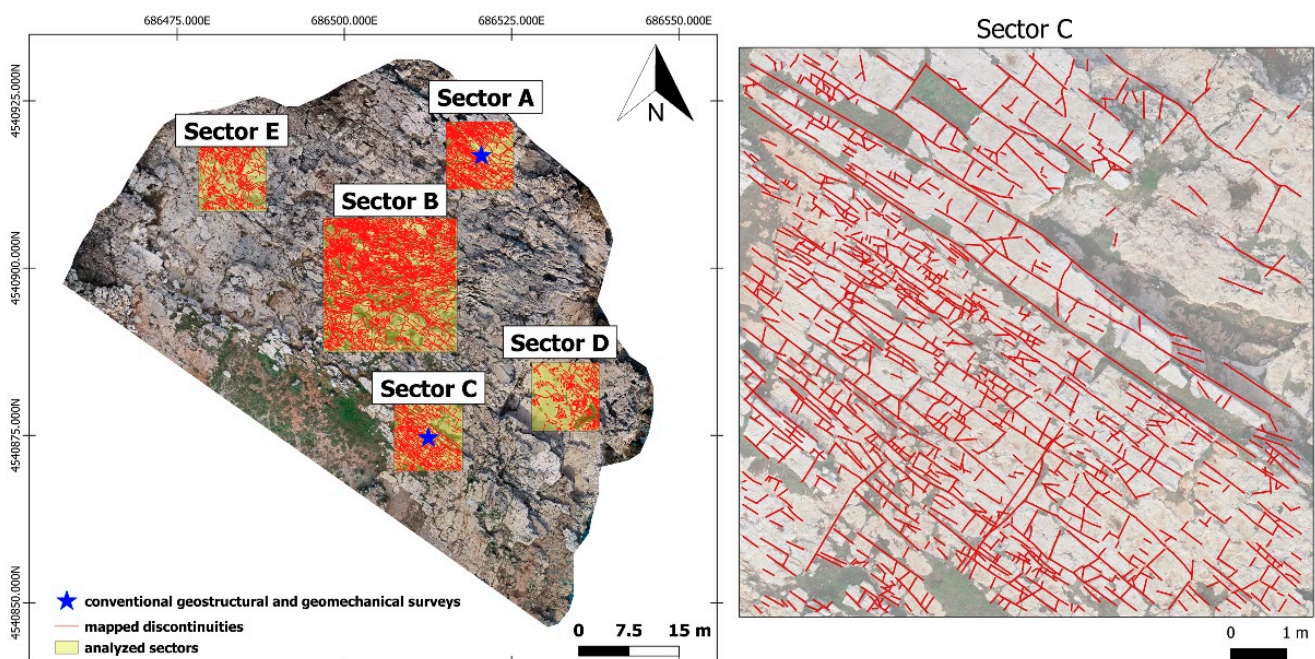 686475.000E 686500.000E 686525.000E 686550.000E
4540925.000N
4540900.000N
4540875.000N
4540850.000N
N
Sector A
Sector E
Sector B
Sector D
Sector C
conventional geostructural and geomechanical surveys
mapped discontinuities
analyzed sectors
0 7.5 15 m
Sector C
0 1 m